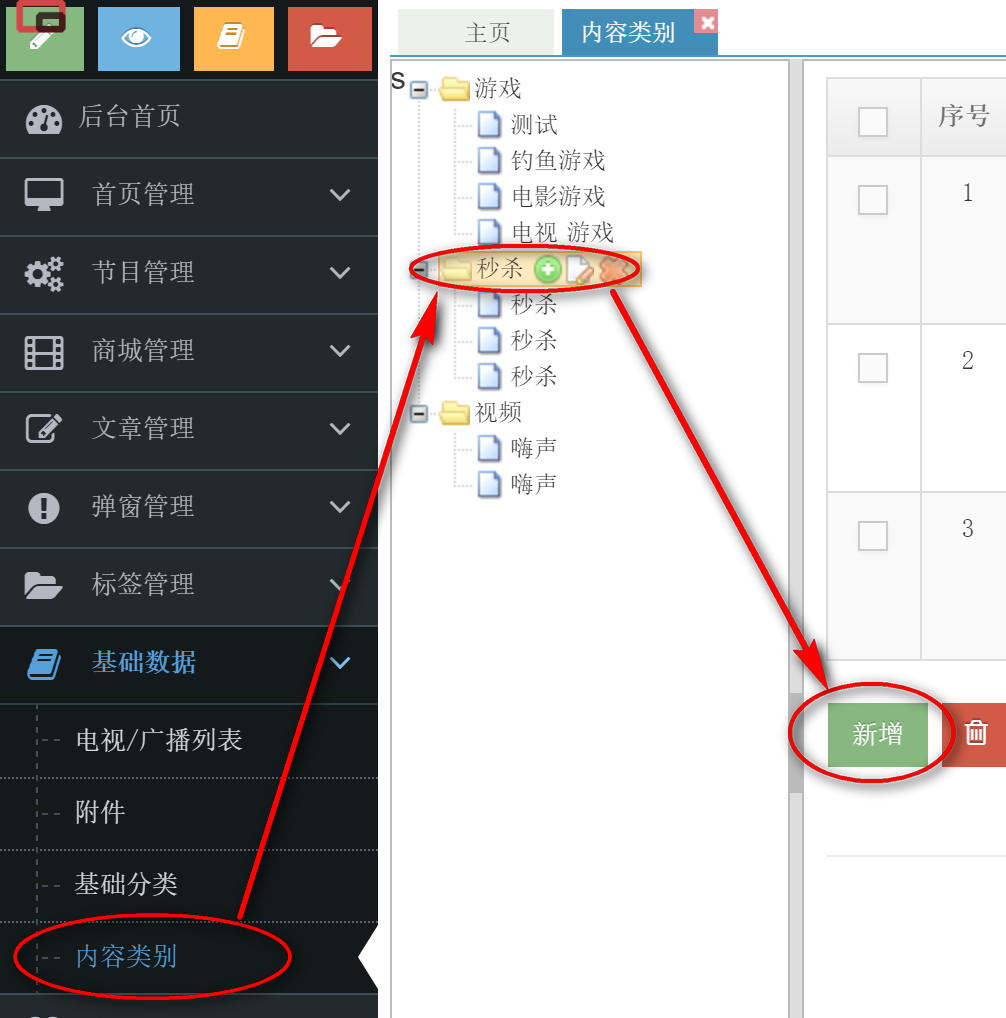 后台首页
首页管理
节目管理
商城管理
文章管理
弹窗管理
标签管理
基础数据
电视/广播列表
附件
基础分类
内容类别
主页
内容类别
s
游戏
测试
钓鱼游戏
电影游戏
电视 游戏
秒杀
秒杀
秒杀
秒杀
视频
嗨声
嗨声
序号
1
2
3
新增